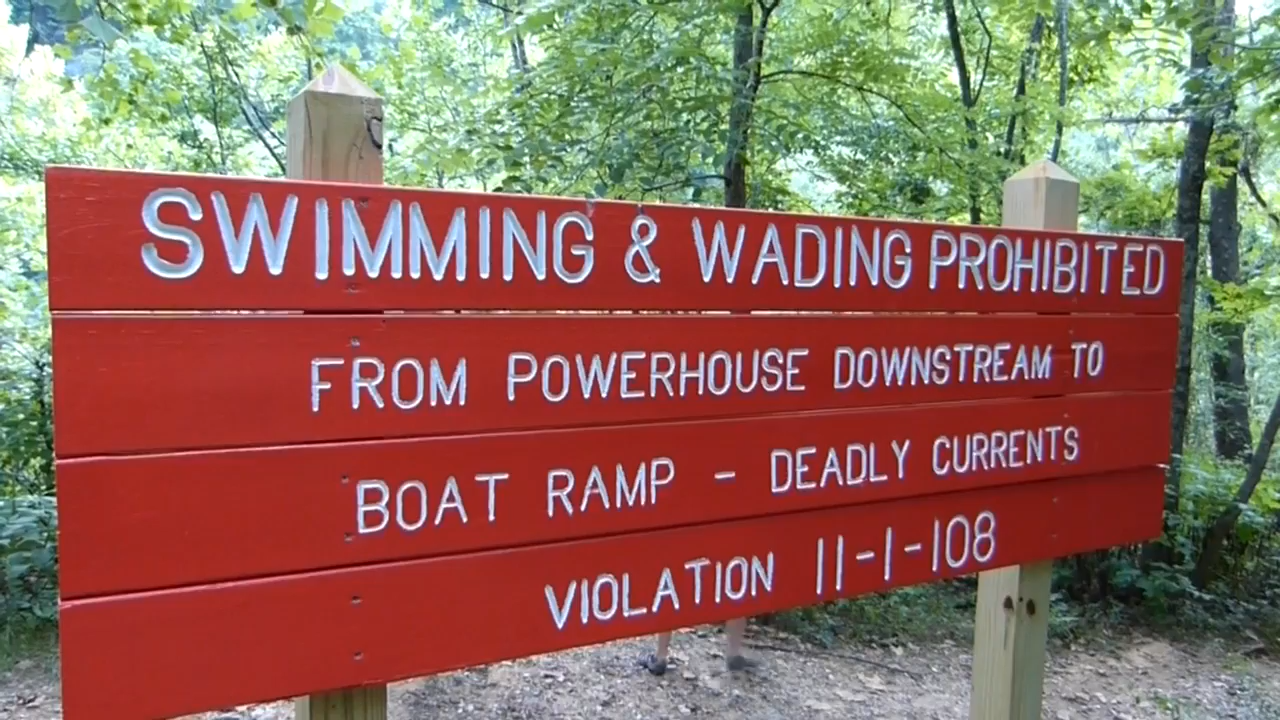 SWIMMING & WADING PROHIBITED
FROM POWERHOUSE DOWNSTREAM TO
BOAT RAMP - DEADLY CURRENTS
VIOLATION 11-1-108